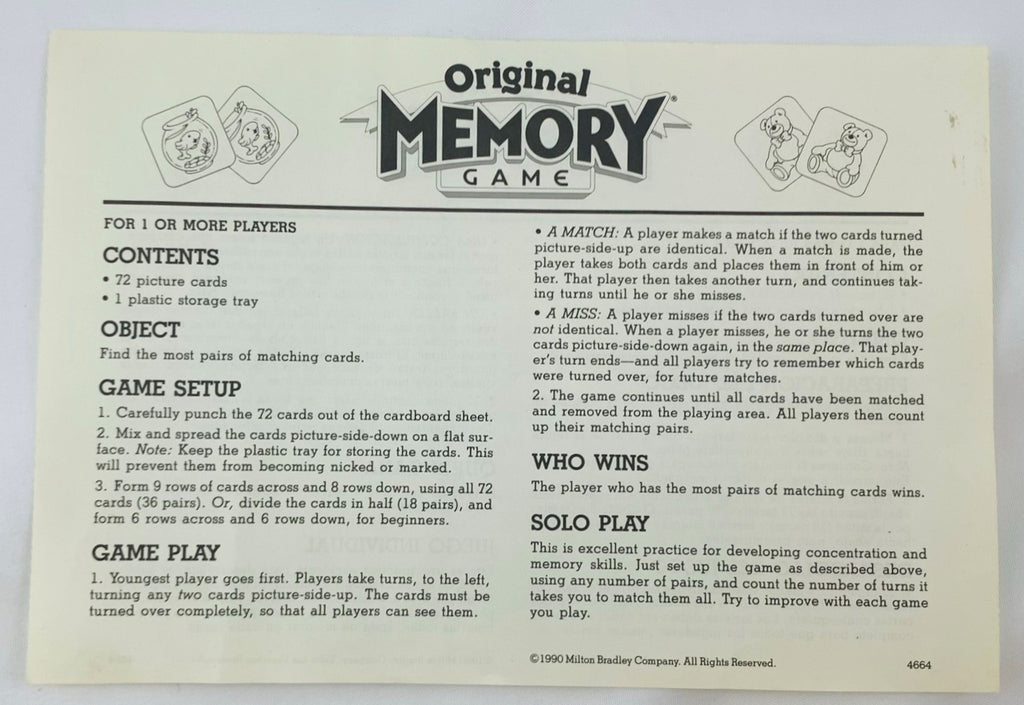 Original
MEMORY®
GAME
FOR 1 OR MORE PLAYERS
CONTENTS
• 72 picture cards
• 1 plastic storage tray
OBJECT
Find the most pairs of matching cards.
GAME SETUP
1. Carefully punch the 72 cards out of the cardboard sheet.
2. Mix and spread the cards picture-side-down on a flat sur-
face. Note: Keep the plastic tray for storing the cards. This
will prevent them from becoming nicked or marked.
3. Form 9 rows of cards across and 8 rows down, using all 72
cards (36 pairs). Or, divide the cards in half (18 pairs), and
form 6 rows across and 6 rows down, for beginners.
GAME PLAY
1. Youngest player goes first. Players take turns, to the left,
turning any two cards picture-side-up. The cards must be
turned over completely, so that all players can see them.
• A MATCH: A player makes a match if the two cards turned
picture-side-up are identical. When a match is made, the
player takes both cards and places them in front of him or
her. That player then takes another turn, and continues tak-
ing turns until he or she misses.
• A MISS: A player misses if the two cards turned over are
not identical. When a player misses, he or she turns the two
cards picture-side-down again, in the same place. That play-
er's turn ends—and all players try to remember which cards
were turned over, for future matches.
2. The game continues until all cards have been matched
and removed from the playing area. All players then count
up their matching pairs.
WHO WINS
The player who has the most pairs of matching cards wins.
SOLO PLAY
This is excellent practice for developing concentration and
memory skills. Just set up the game as described above,
using any number of pairs, and count the number of turns it
takes you to match them all. Try to improve with each game
you play.
©1990 Milton Bradley Company. All Rights Reserved.
4664